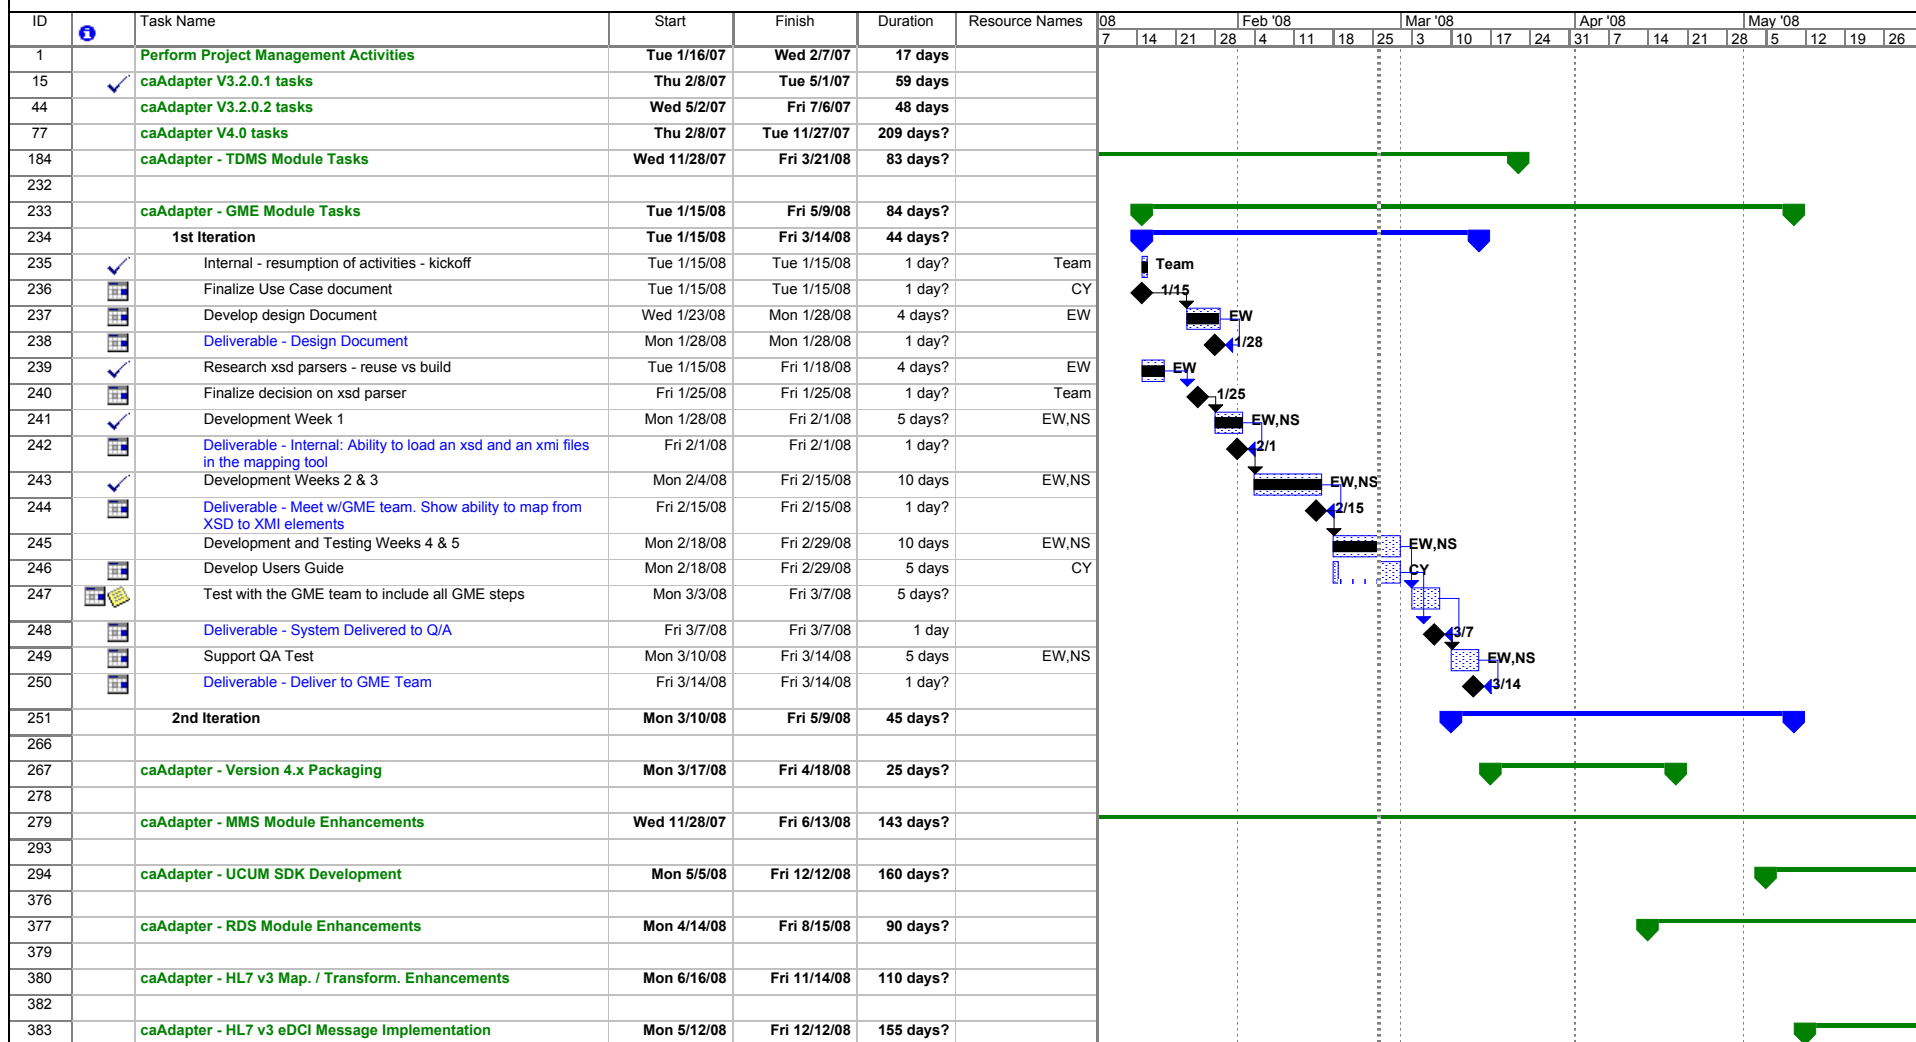 ID Task Name Start Finish Duration Resource Names 08 Feb '08 Mar '08 Apr '08 May '08
7 14 21 28 4 11 18 25 3 10 17 24 31 7 14 21 28 5 12 19 26
1 Perform Project Management Activities Tue 1/16/07 Wed 2/7/07 17 days
15 caAdapter V3.2.0.1 tasks Thu 2/8/07 Tue 5/1/07 59 days
44 caAdapter V3.2.0.2 tasks Wed 5/2/07 Fri 7/6/07 48 days
77 caAdapter V4.0 tasks Thu 2/8/07 Tue 11/27/07 209 days?
184 caAdapter - TDMS Module Tasks Wed 11/28/07 Fri 3/21/08 83 days?
232
233 caAdapter - GME Module Tasks Tue 1/15/08 Fri 5/9/08 84 days?
234 1st Iteration Tue 1/15/08 Fri 3/14/08 44 days?
235 Internal - resumption of activities - kickoff Tue 1/15/08 Tue 1/15/08 1 day? Team Team
236 Finalize Use Case document Tue 1/15/08 Tue 1/15/08 1 day? CY 1/15
237 Develop design Document Wed 1/23/08 Mon 1/28/08 4 days? EW EW
238 Deliverable - Design Document Mon 1/28/08 Mon 1/28/08 1 day? 1/28
239 Research xsd parsers - reuse vs build Tue 1/15/08 Fri 1/18/08 4 days? EW EW
240 Finalize decision on xsd parser Fri 1/25/08 Fri 1/25/08 1 day? Team 1/25
241 Development Week 1 Mon 1/28/08 Fri 2/1/08 5 days? EW,NS EW,NS
242 Deliverable - Internal: Ability to load an xsd and an xmi files Fri 2/1/08 Fri 2/1/08 1 day? 2/1
in the mapping tool
243 Development Weeks 2 & 3 Mon 2/4/08 Fri 2/15/08 10 days EW,NS EW,NS
244 Deliverable - Meet w/GME team. Show ability to map from Fri 2/15/08 Fri 2/15/08 1 day? 2/15
XSD to XMI elements
245 Development and Testing Weeks 4 & 5 Mon 2/18/08 Fri 2/29/08 10 days EW,NS EW,NS
246 Develop Users Guide Mon 2/18/08 Fri 2/29/08 5 days CY CY
247 Test with the GME team to include all GME steps Mon 3/3/08 Fri 3/7/08 5 days?
248 Deliverable - System Delivered to Q/A Fri 3/7/08 Fri 3/7/08 1 day 3/7
249 Support QA Test Mon 3/10/08 Fri 3/14/08 5 days EW,NS EW,NS
250 Deliverable - Deliver to GME Team Fri 3/14/08 Fri 3/14/08 1 day? 3/14
251 2nd Iteration Mon 3/10/08 Fri 5/9/08 45 days?
266
267 caAdapter - Version 4.x Packaging Mon 3/17/08 Fri 4/18/08 25 days?
278
279 caAdapter - MMS Module Enhancements Wed 11/28/07 Fri 6/13/08 143 days?
293
294 caAdapter - UCUM SDK Development Mon 5/5/08 Fri 12/12/08 160 days?
376
377 caAdapter - RDS Module Enhancements Mon 4/14/08 Fri 8/15/08 90 days?
379
380 caAdapter - HL7 v3 Map. / Transform. Enhancements Mon 6/16/08 Fri 11/14/08 110 days?
382
383 caAdapter - HL7 v3 eDCI Message Implementation Mon 5/12/08 Fri 12/12/08 155 days?